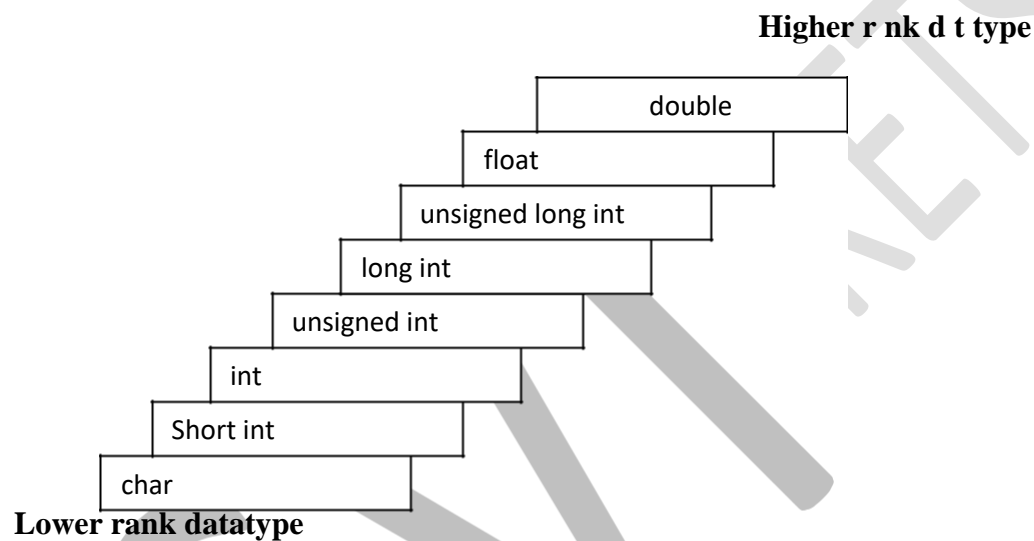 Higher r nk d t type
double
float
unsigned long int
long int
unsigned int
int
Short int
char
Lower rank datatype